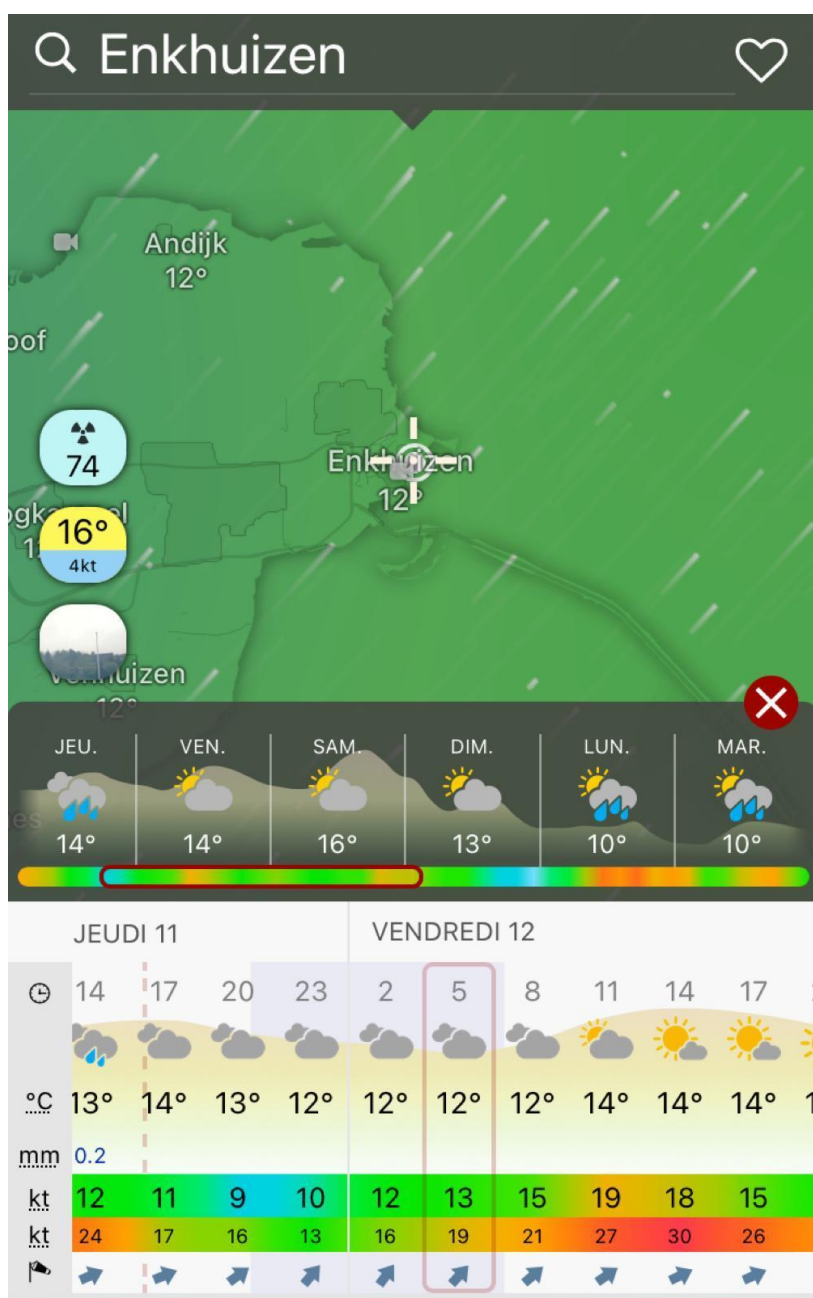 Enkhuizen
Andijk
12°
oof
74
Enkhuizen
12°
16°
4kt
Venhuizen
12°
JEU. VEN. SAM. DIM. LUN. MAR.
14° 14° 16° 13° 10° 10°
JEUDI 11 VENDREDI 12
14 17 20 23 2 5 8 11 14 17
°C 13° 14° 13° 12° 12° 12° 12° 14° 14° 14° 1
mm 0.2
kt 12 11 9 10 12 13 15 19 18 15
kt 24 17 16 13 16 19 21 27 30 26